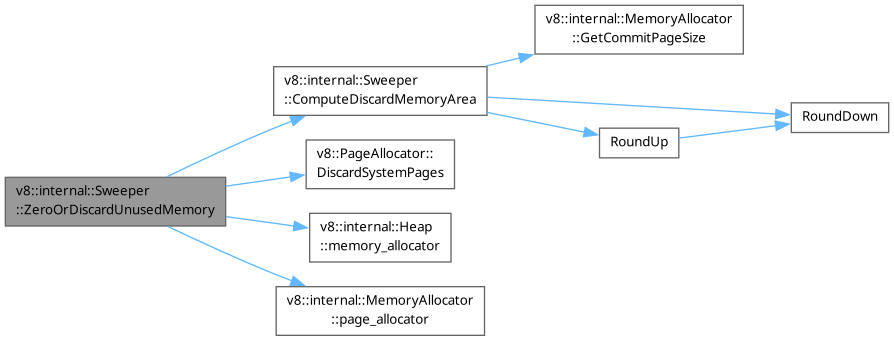 v8::internal::MemoryAllocator
::GetCommitPageSize
v8::internal::Sweeper
::ComputeDiscardMemoryArea
RoundDown
RoundUp
v8::PageAllocator::
DiscardSystemPages
v8::internal::Sweeper
::ZeroOrDiscardUnusedMemory
v8::internal::Heap
::memory_allocator
v8::internal::MemoryAllocator
::page_allocator